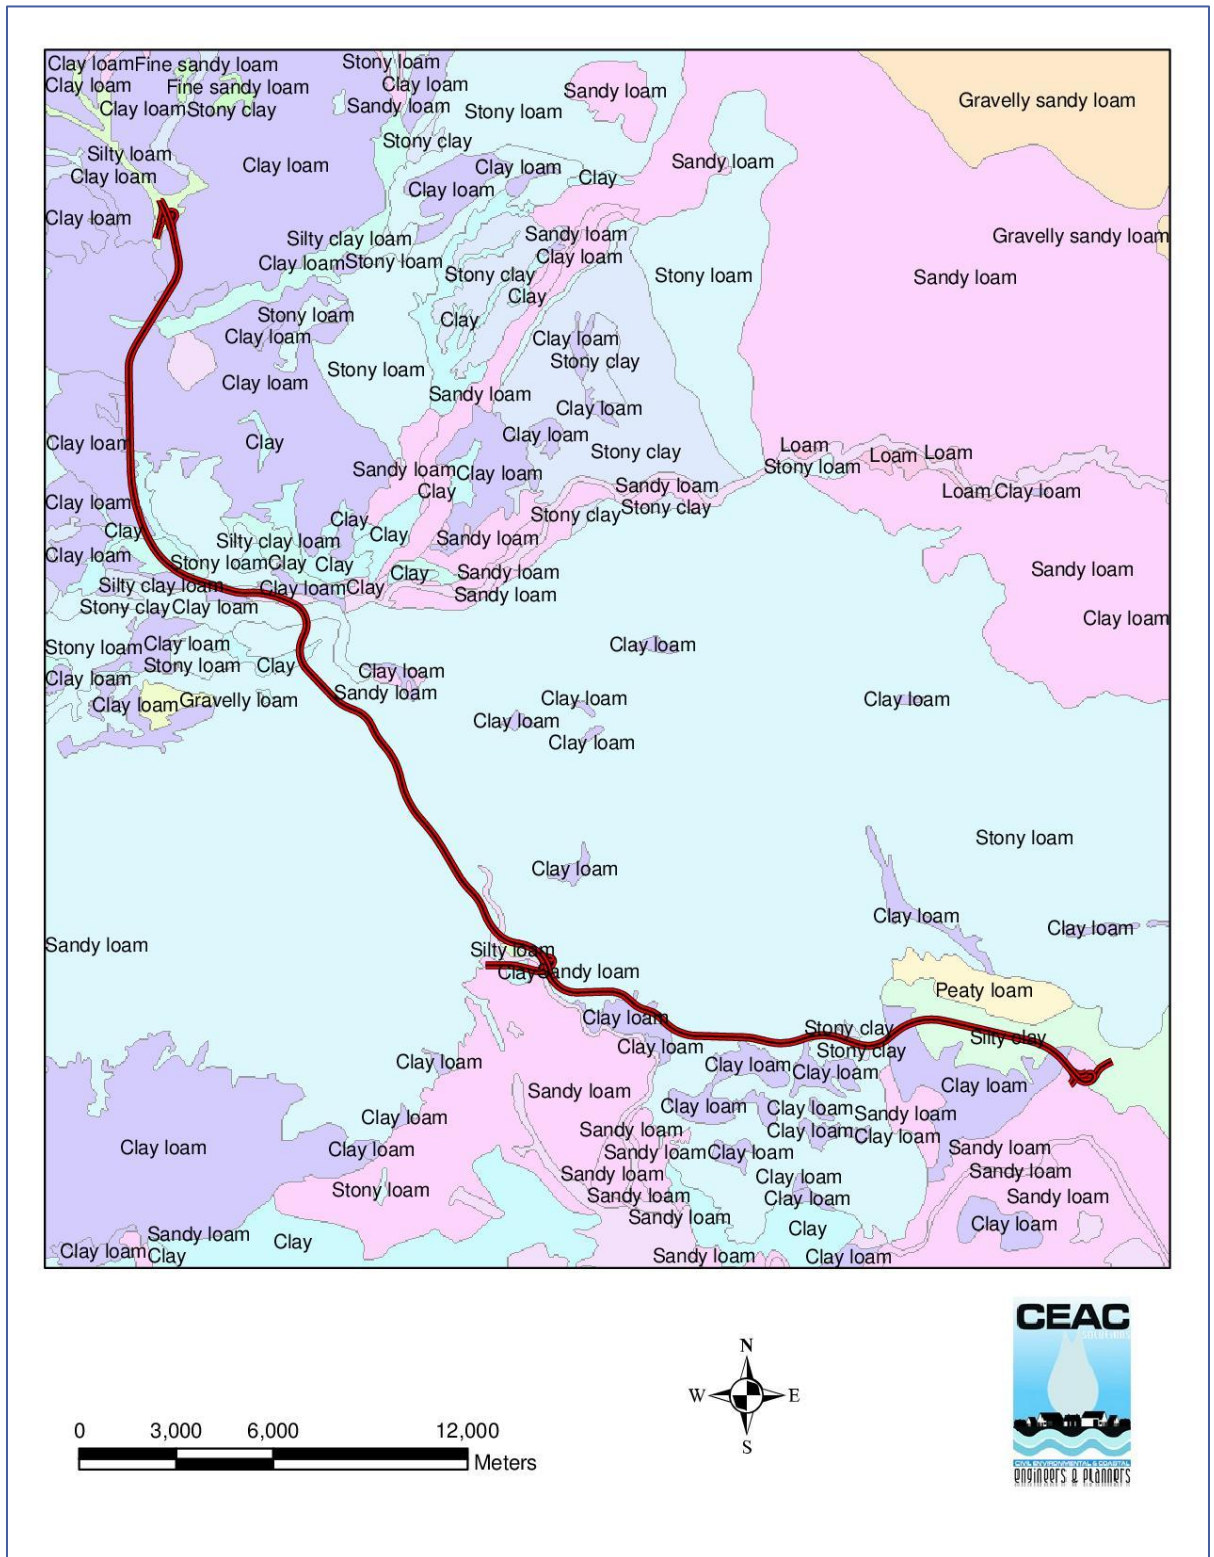 Clay loam Fine sandy loam Stony loam
Clay loam Fine sandy loam Clay loam Sandy loam Gravelly sandy loam
Clay loam Stony clay Sandy loam Stony loam
Stony clay
Silty loam Clay loam Clay loam Sandy loam
Clay loam Clay loam Clay
Clay loam
Silty clay loam Sandy loam Gravelly sandy loam
Clay loam Stony loam Clay loam
Stony clay Stony loam Sandy loam
Clay
Stony loam Clay
Clay loam Clay loam
Stony loam Stony clay
Clay loam Sandy loam
Clay loam
Clay loam Clay Clay loam Loam
Stony clay Loam Loam
Sandy loam Clay loam Stony loam
Clay Sandy loam Loam Clay loam
Clay loam Stony clay Stony clay
Clay Clay
Clay Silty clay loam Sandy loam
Clay loam Stony loam Clay Clay
Clay Sandy loam Sandy loam
Silty clay loam Clay loam Clay Sandy loam
Stony clay Clay loam Clay loam
Stony loam Clay loam Clay loam
Stony loam Clay Clay loam
Clay loam Sandy loam
Clay loam Gravelly loam Clay loam Clay loam
Clay loam
Clay loam
Stony loam
Clay loam
Clay loam Clay loam
Sandy loam Silty loam
Clay Sandy loam
Peaty loam
Clay loam Stony clay Silty clay
Clay loam Stony clay
Clay loam Clay loam Clay loam
Sandy loam Clay loam
Clay loam Clay loam Clay loam Sandy loam
Sandy loam Clay loam Clay loam
Clay loam Clay loam Sandy loam Clay loam Sandy loam
Stony loam Sandy loam Clay loam Sandy loam
Sandy loam Clay loam Sandy loam
Sandy loam
Sandy loam Clay Clay Clay loam
Clay loam Clay Sandy loam Clay loam
N
W E
S
0 3,000 6,000 12,000
Meters
CEAC
SOLUTIONS
CIVIL ENVIRONMENTAL & COASTAL
engineers & planners